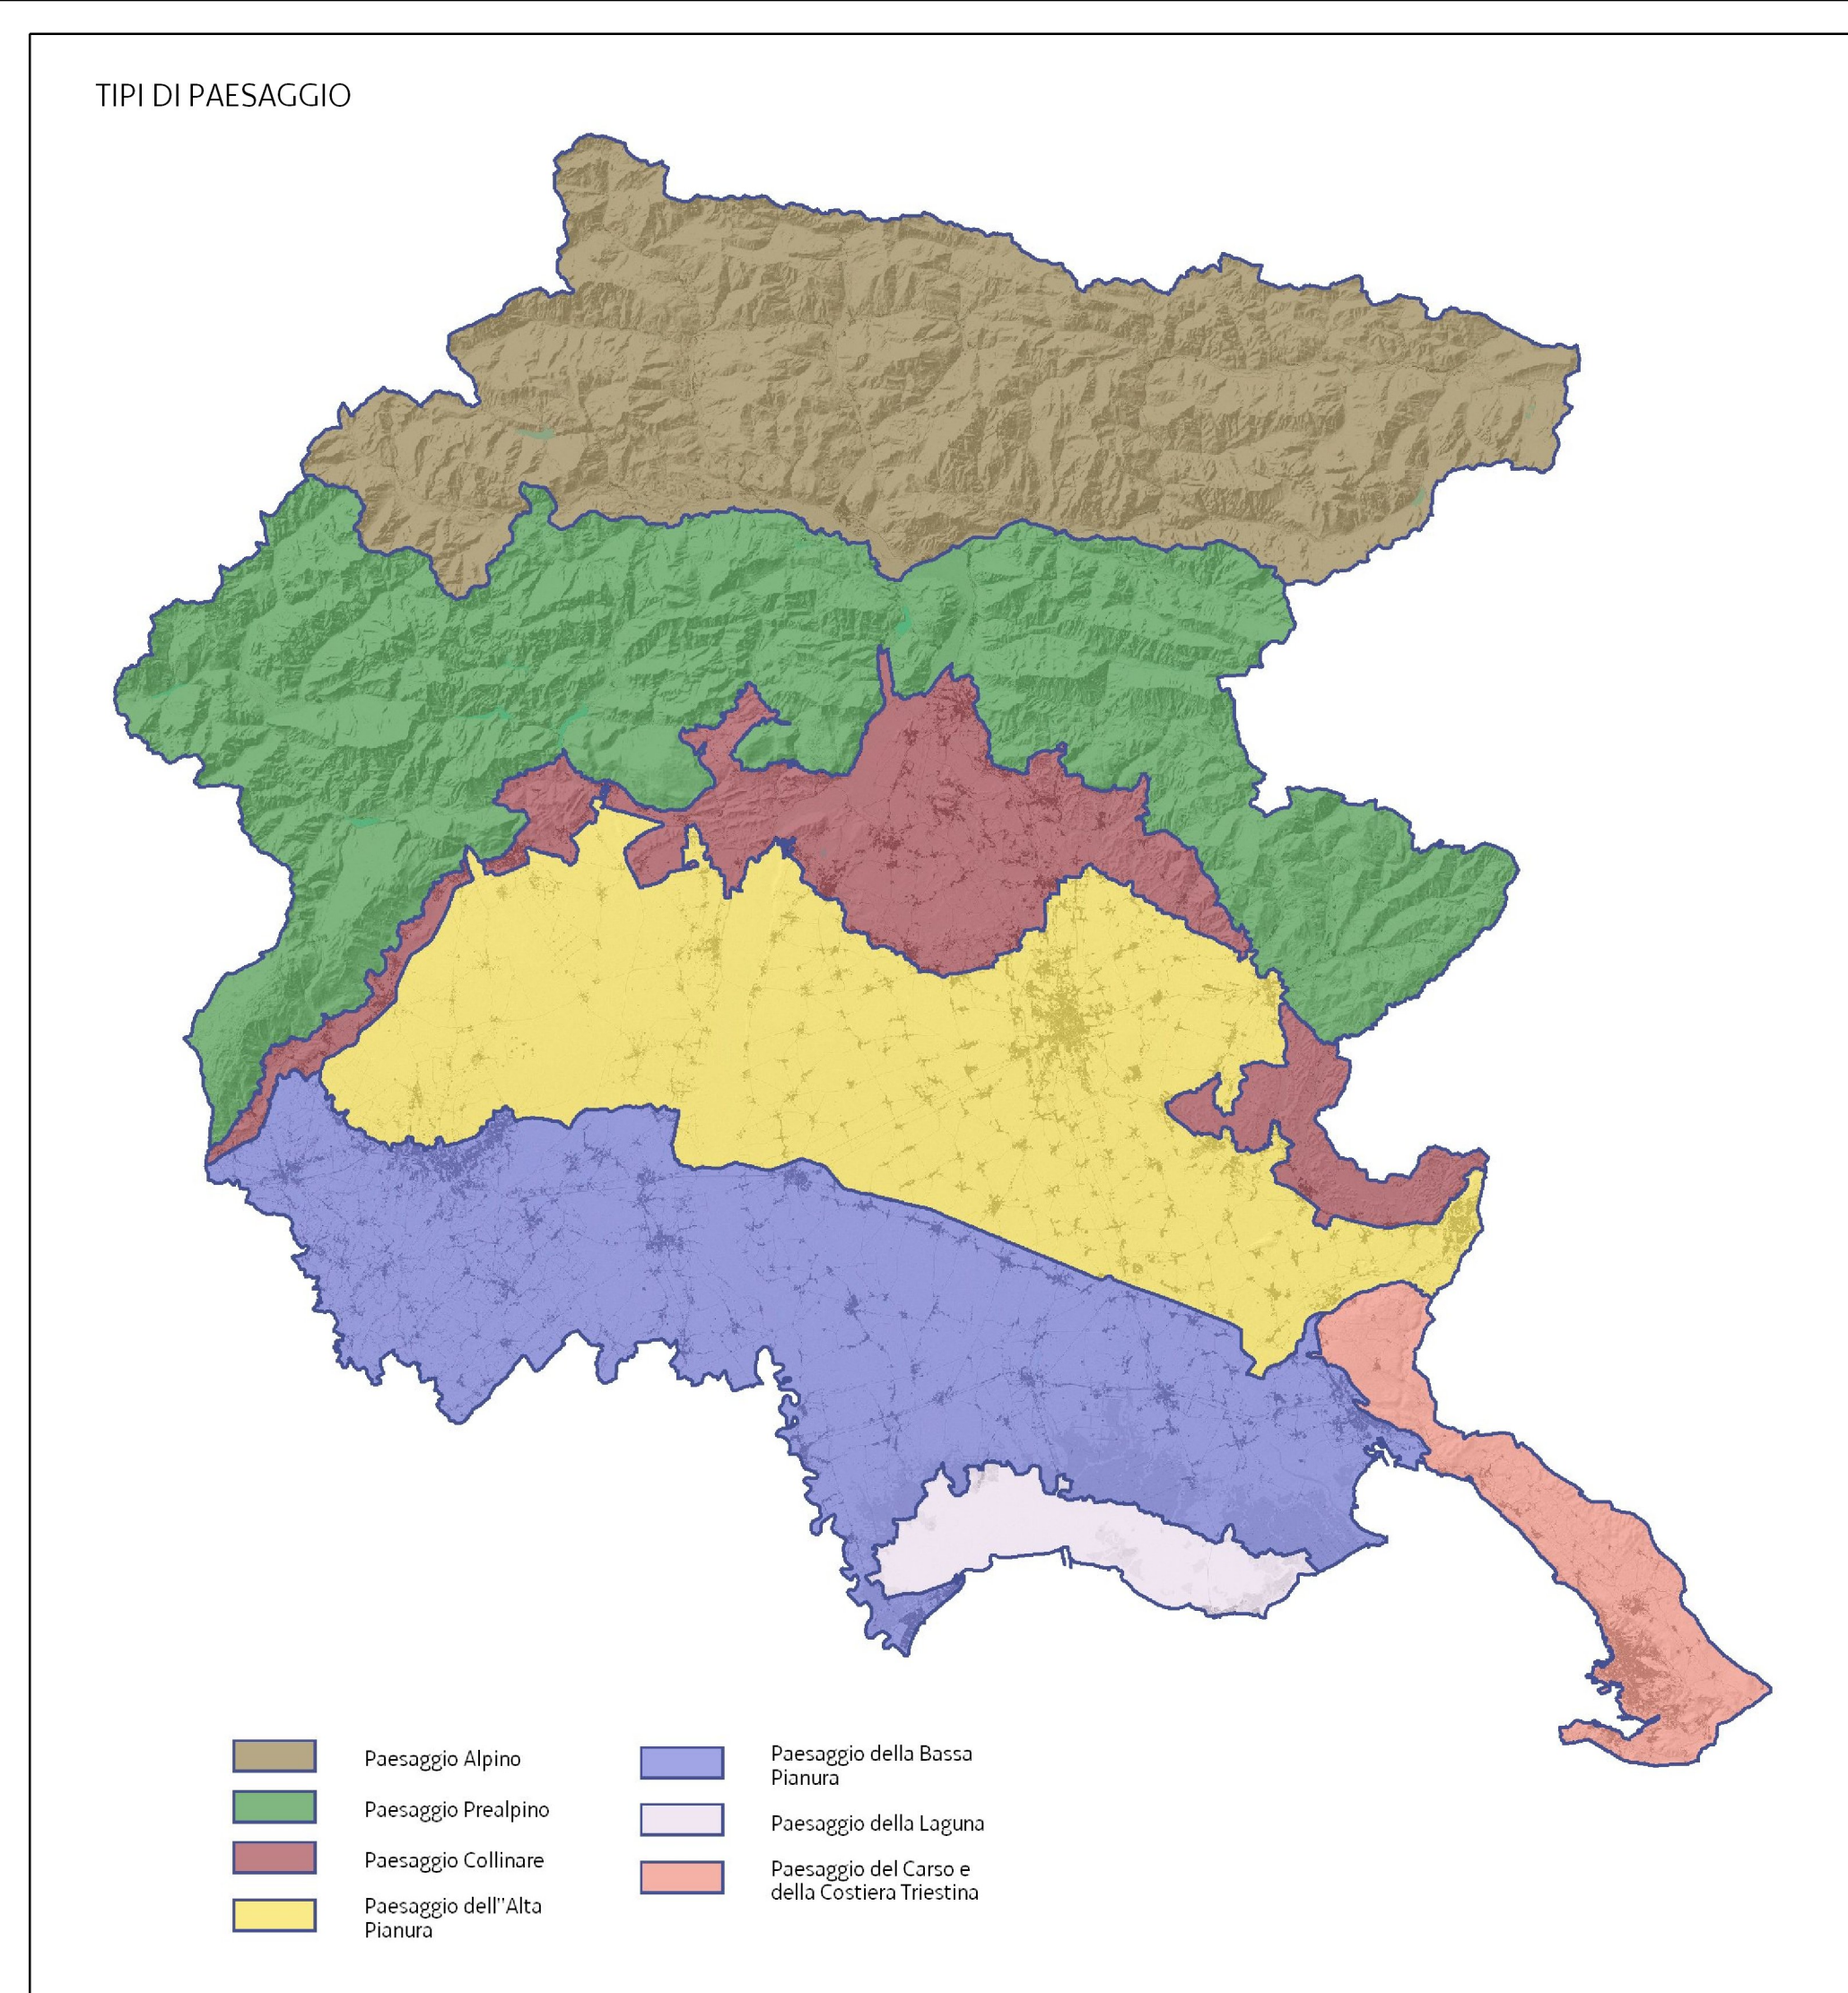 TIPI DI PAESAGGIO
Paesaggio Alpino
Paesaggio Prealpino
Paesaggio Collinare
Paesaggio dell"Alta
Pianura
Paesaggio della Bassa
Pianura
Paesaggio della Laguna
Paesaggio del Carso e
della Costiera Triestina